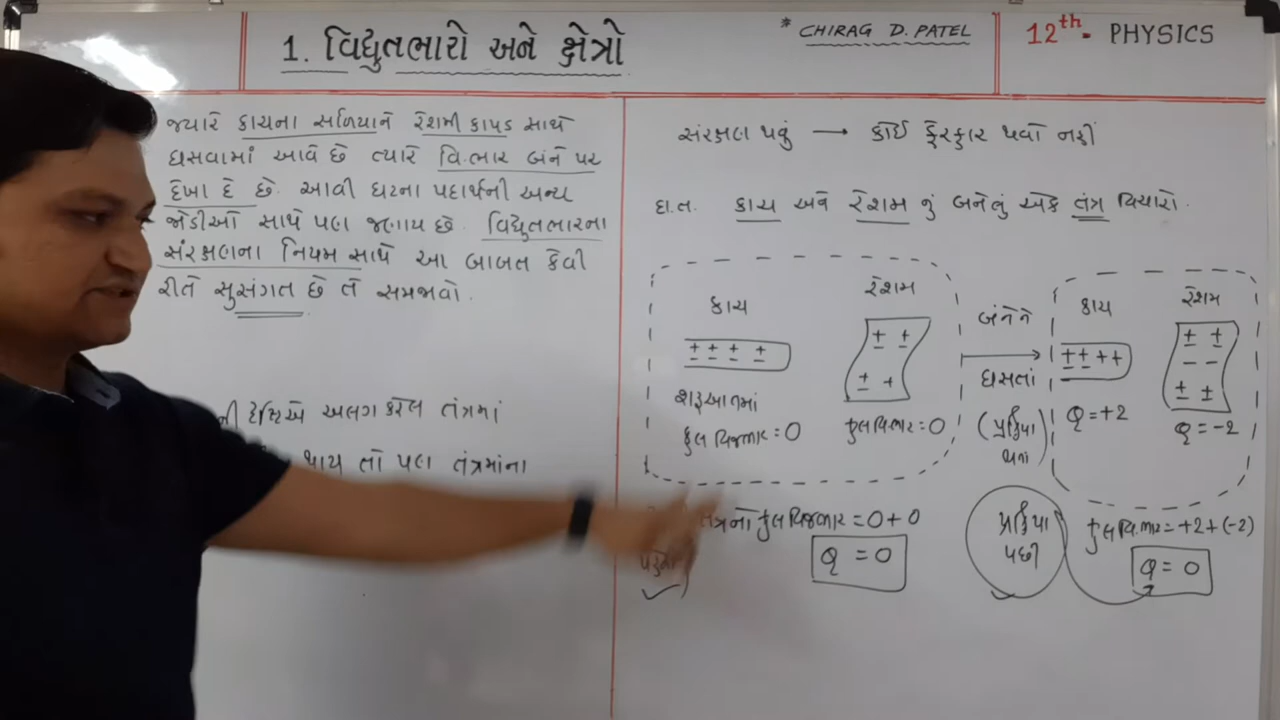 1. વિદ્યુતભારો અને ક્ષેત્રો
* CHIRAG D. PATEL
12th - PHYSICS
જ્યારે કાચના સળિયાને રેશમી કાપડ સાથે
ઘસવામાં આવે છે ત્યારે વિ.ભાર બંને પર
દેખા દે છે. આવી ઘટના પદાર્થની અન્ય
જોડીઓ સાથે પણ જણાય છે. વિદ્યુતભારના
સંરક્ષણના નિયમ સાથે આ બાબત કેવી
રીતે સુસંગત છે તે સમજાવો.
દૃષ્ટિએ અલગ કરેલ તંત્રમાં
થાય તો પણ તંત્રમાંના
સંરક્ષણ થવું → કોઈ ફેરફાર થવો નહીં
દા.ત. કાચ અને રેશમ નું બનેલું એક તંત્ર વિચારો.
કાચ
± ± ± ±
શરૂઆતમાં
કુલ વિજભાર = 0
રેશમ
± ±
± +
કુલ વિ.ભાર = 0
બંનેને
ઘસતાં
(પ્રક્રિયા
થતાં)
કાચ
± ± + +
Q = +2
રેશમ
± ±
− −
± ±
Q = -2
તંત્રનો કુલ વિજભાર = 0 + 0
Q = 0
પ્રક્રિયા
પછી
કુલ વિ.ભાર = +2 + (-2)
Q = 0